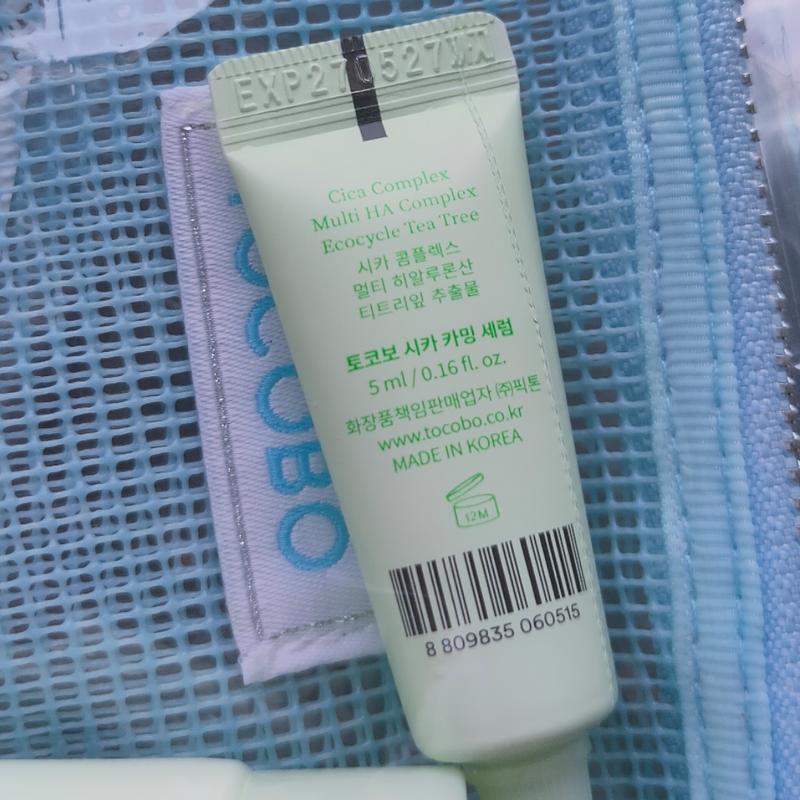 EXP270527
Cica Complex
Multi HA Complex
Ecocycle Tea Tree
시카 콤플렉스
멀티 히알루론산
티트리잎 추출물
토코보 시카 카밍 세럼
5 ml / 0.16 fl. oz.
화장품책임판매업자 ㈜픽톤
www.tocobo.co.kr
MADE IN KOREA
12M
8 809835 060515
TOCOBO